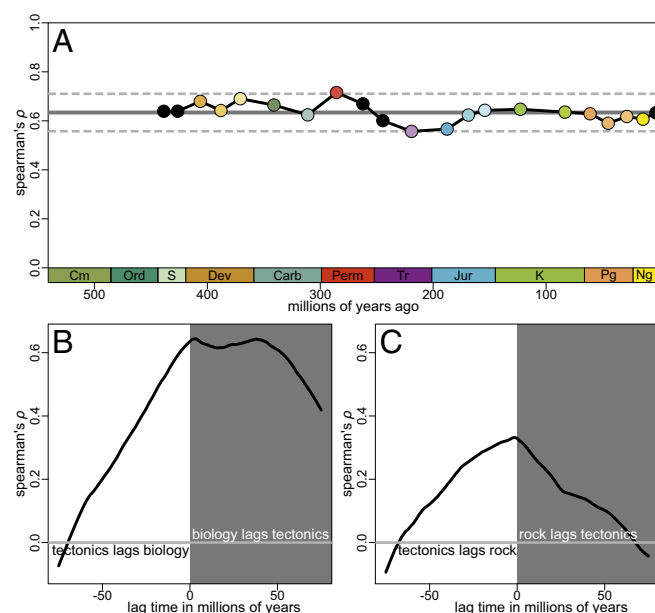 A
spearman's ρ
1.0
0.8
0.6
0.4
0.2
0.0
Cm Ord S Dev Carb Perm Tr Jur K Pg Ng
500 400 300 200 100
millions of years ago
B
spearman's ρ
0.6
0.4
0.2
0.0
biology lags tectonics
tectonics lags biology
-50 0 50
lag time in millions of years
C
spearman's ρ
0.6
0.4
0.2
0.0
rock lags tectonics
tectonics lags rock
-50 0 50
lag time in millions of years